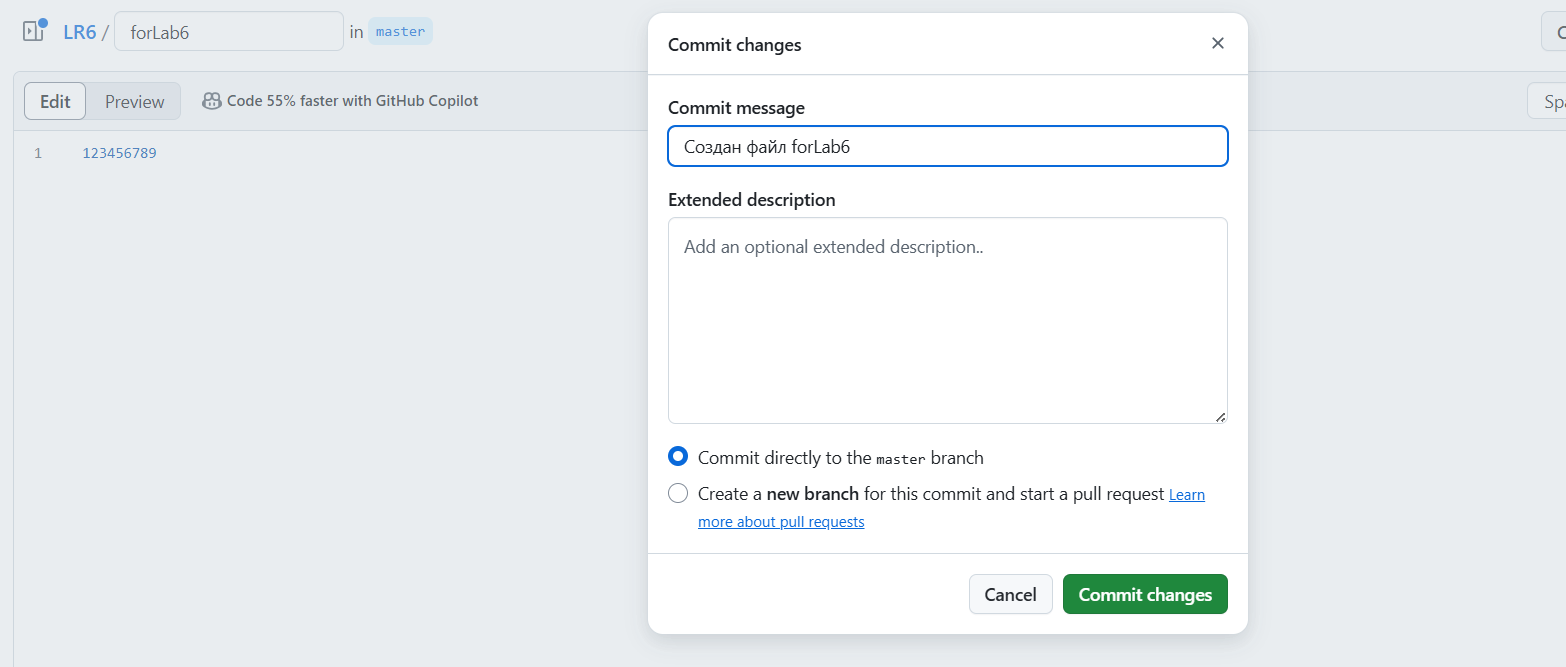 LR6 / forLab6 in master
Edit Preview Code 55% faster with GitHub Copilot
1 123456789
Commit changes
Commit message
Создан файл forLab6
Extended description
Add an optional extended description..
Commit directly to the master branch
Create a new branch for this commit and start a pull request Learn
more about pull requests
Cancel Commit changes